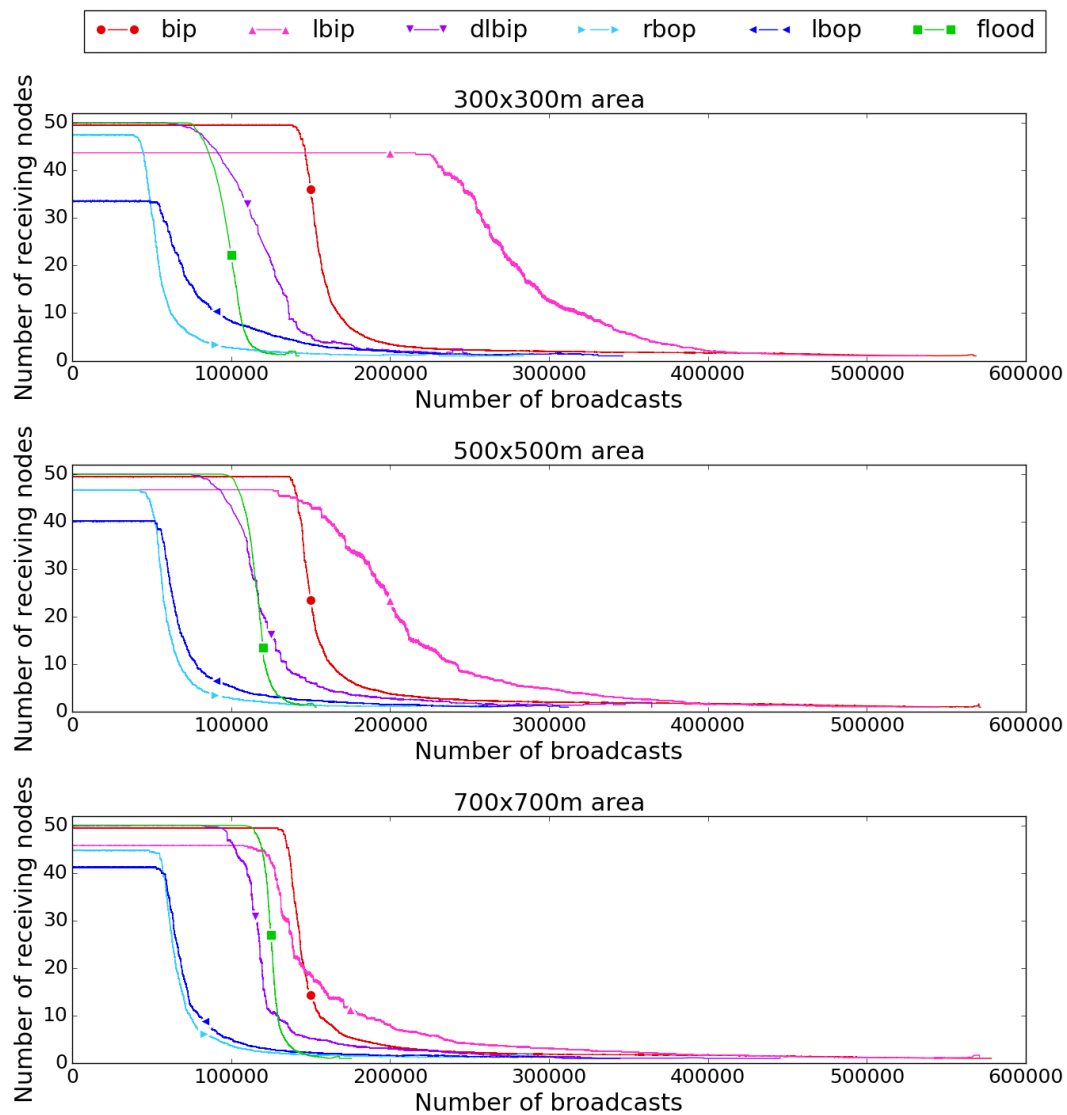 bip lbip dlbip rbop lbop flood
300x300m area
Number of receiving nodes
50
40
30
20
10
0
0 100000 200000 300000 400000 500000 600000
Number of broadcasts
500x500m area
Number of receiving nodes
50
40
30
20
10
0
0 100000 200000 300000 400000 500000 600000
Number of broadcasts
700x700m area
Number of receiving nodes
50
40
30
20
10
0
0 100000 200000 300000 400000 500000 600000
Number of broadcasts